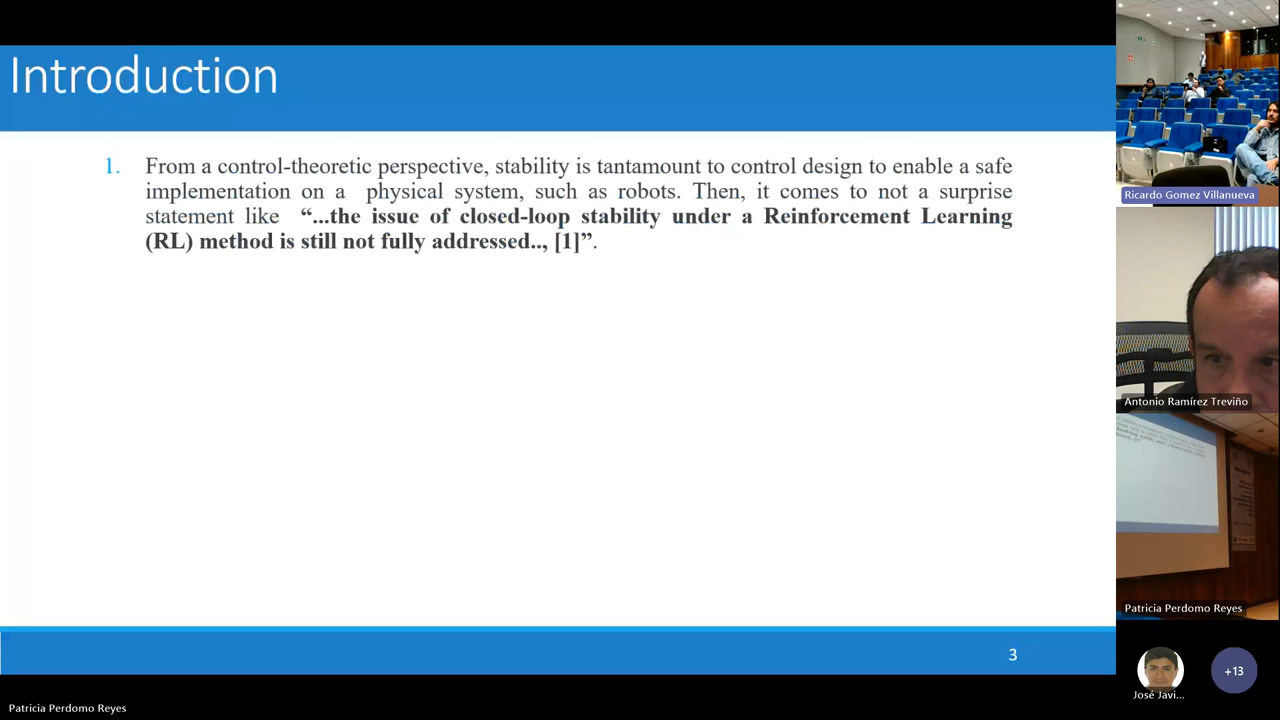 Introduction
1. From a control-theoretic perspective, stability is tantamount to control design to enable a safe
implementation on a physical system, such as robots. Then, it comes to not a surprise
statement like “...the issue of closed-loop stability under a Reinforcement Learning
(RL) method is still not fully addressed.., [1]”.
3
Patricia Perdomo Reyes
Ricardo Gomez Villanueva
Antonio Ramírez Treviño
Patricia Perdomo Reyes
José Javi...
+13